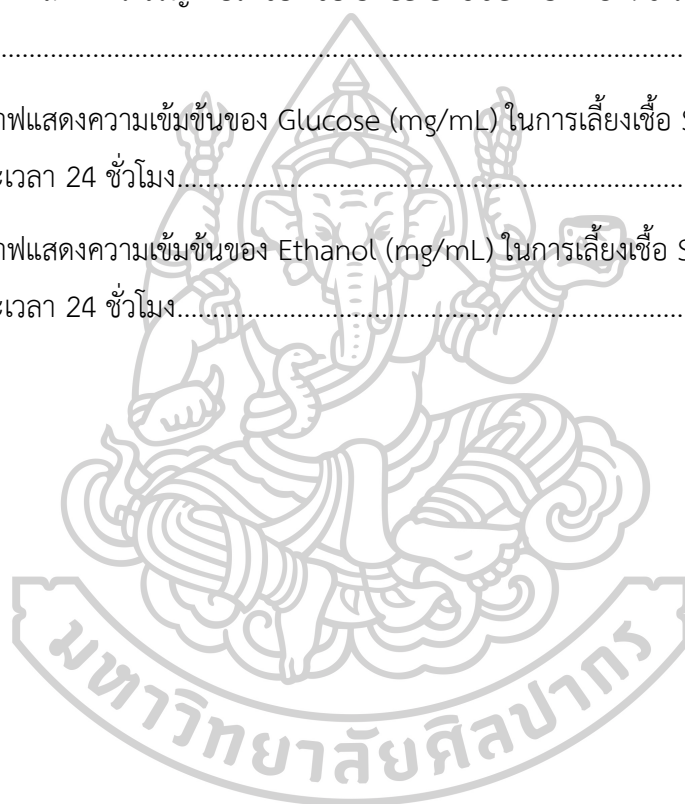 ................................................................................
าฟแสดงความเข้มข้นของ Glucose (mg/mL) ในการเลี้ยงเชื้อ S
ะเวลา 24 ชั่วโมง................................................................
าฟแสดงความเข้มข้นของ Ethanol (mg/mL) ในการเลี้ยงเชื้อ S
ะเวลา 24 ชั่วโมง................................................................
มหาวิทยาลัยศิลปากร